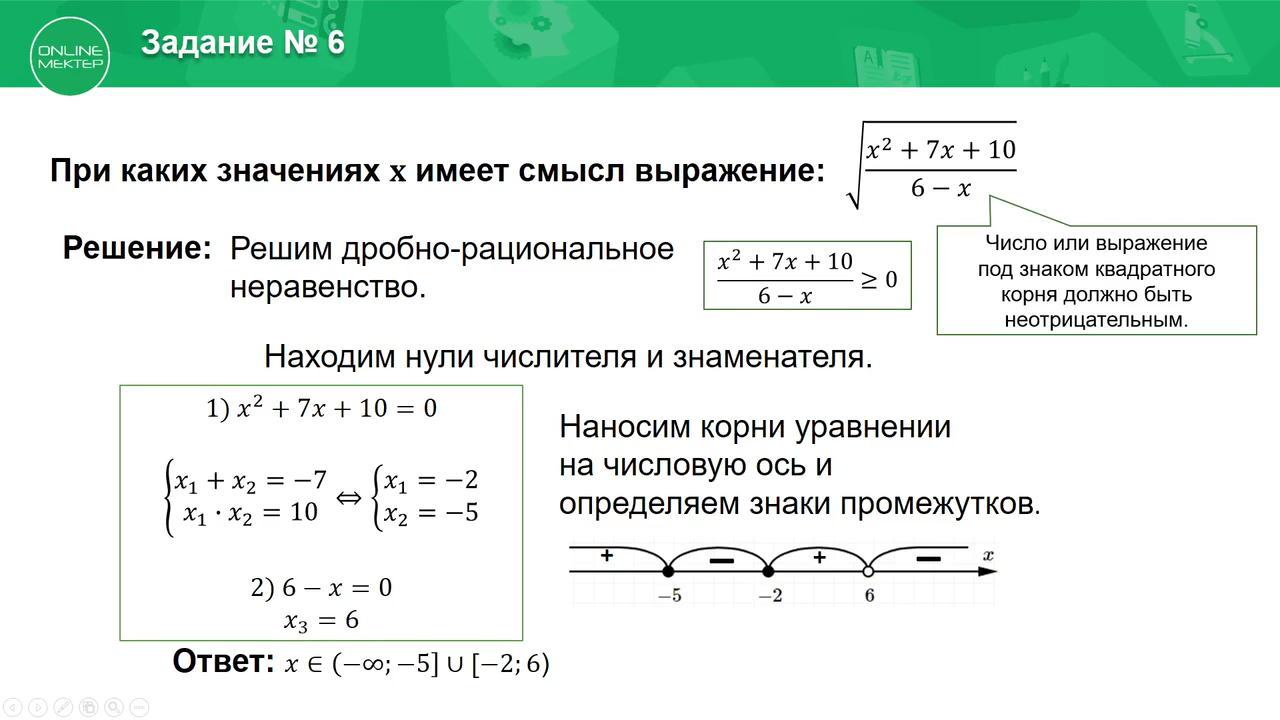 ONLINE
МЕКТЕР
Задание № 6
При каких значениях x имеет смысл выражение: √((x² + 7x + 10)/(6 − x))
Решение: Решим дробно-рациональное
неравенство.
(x² + 7x + 10)/(6 − x) ≥ 0
Число или выражение
под знаком квадратного
корня должно быть
неотрицательным.
Находим нули числителя и знаменателя.
1) x² + 7x + 10 = 0
{x₁ + x₂ = −7 ⇔ {x₁ = −2
x₁ · x₂ = 10 x₂ = −5
2) 6 − x = 0
x₃ = 6
Наносим корни уравнении
на числовую ось и
определяем знаки промежутков.
+ − + − x
−5 −2 6
Ответ: x ∈ (−∞; −5] ∪ [−2; 6)